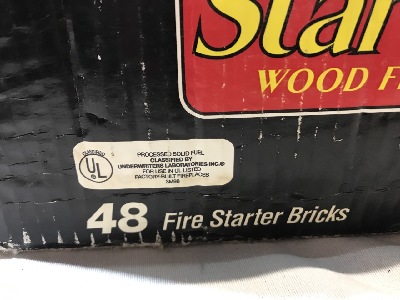 Star
WOOD F
CLASSIFIED
UL
PROCESSED SOLID FUEL
CLASSIFIED BY
UNDERWRITERS LABORATORIES INC.®
FOR USE IN UL LISTED
FACTORY BUILT FIREPLACES
48 Fire Starter Bricks